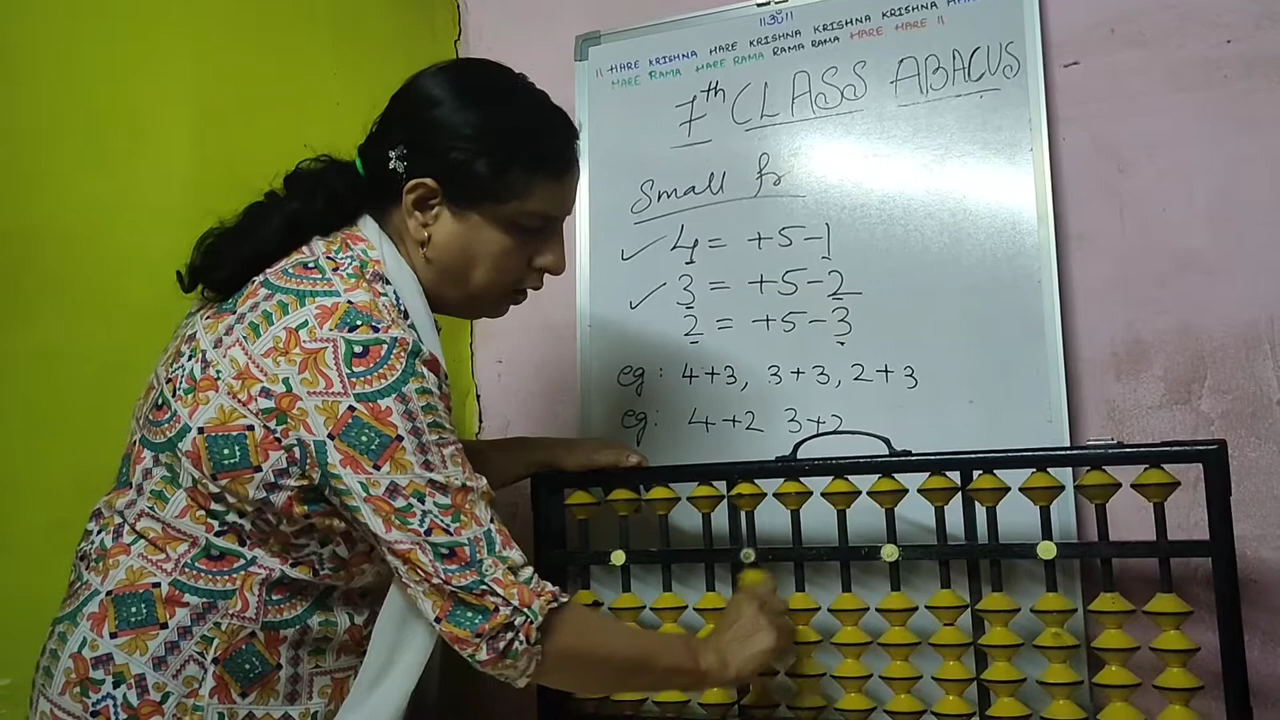 ||ॐ||
|| HARE KRISHNA HARE KRISHNA KRISHNA KRISHNA HARE
HARE RAMA HARE RAMA RAMA RAMA HARE HARE ||
7th CLASS ABACUS
Small fr
✓ 4 = +5-1
✓ 3 = +5-2
2 = +5-3
eg: 4+3, 3+3, 2+3
eg: 4+2 3+2